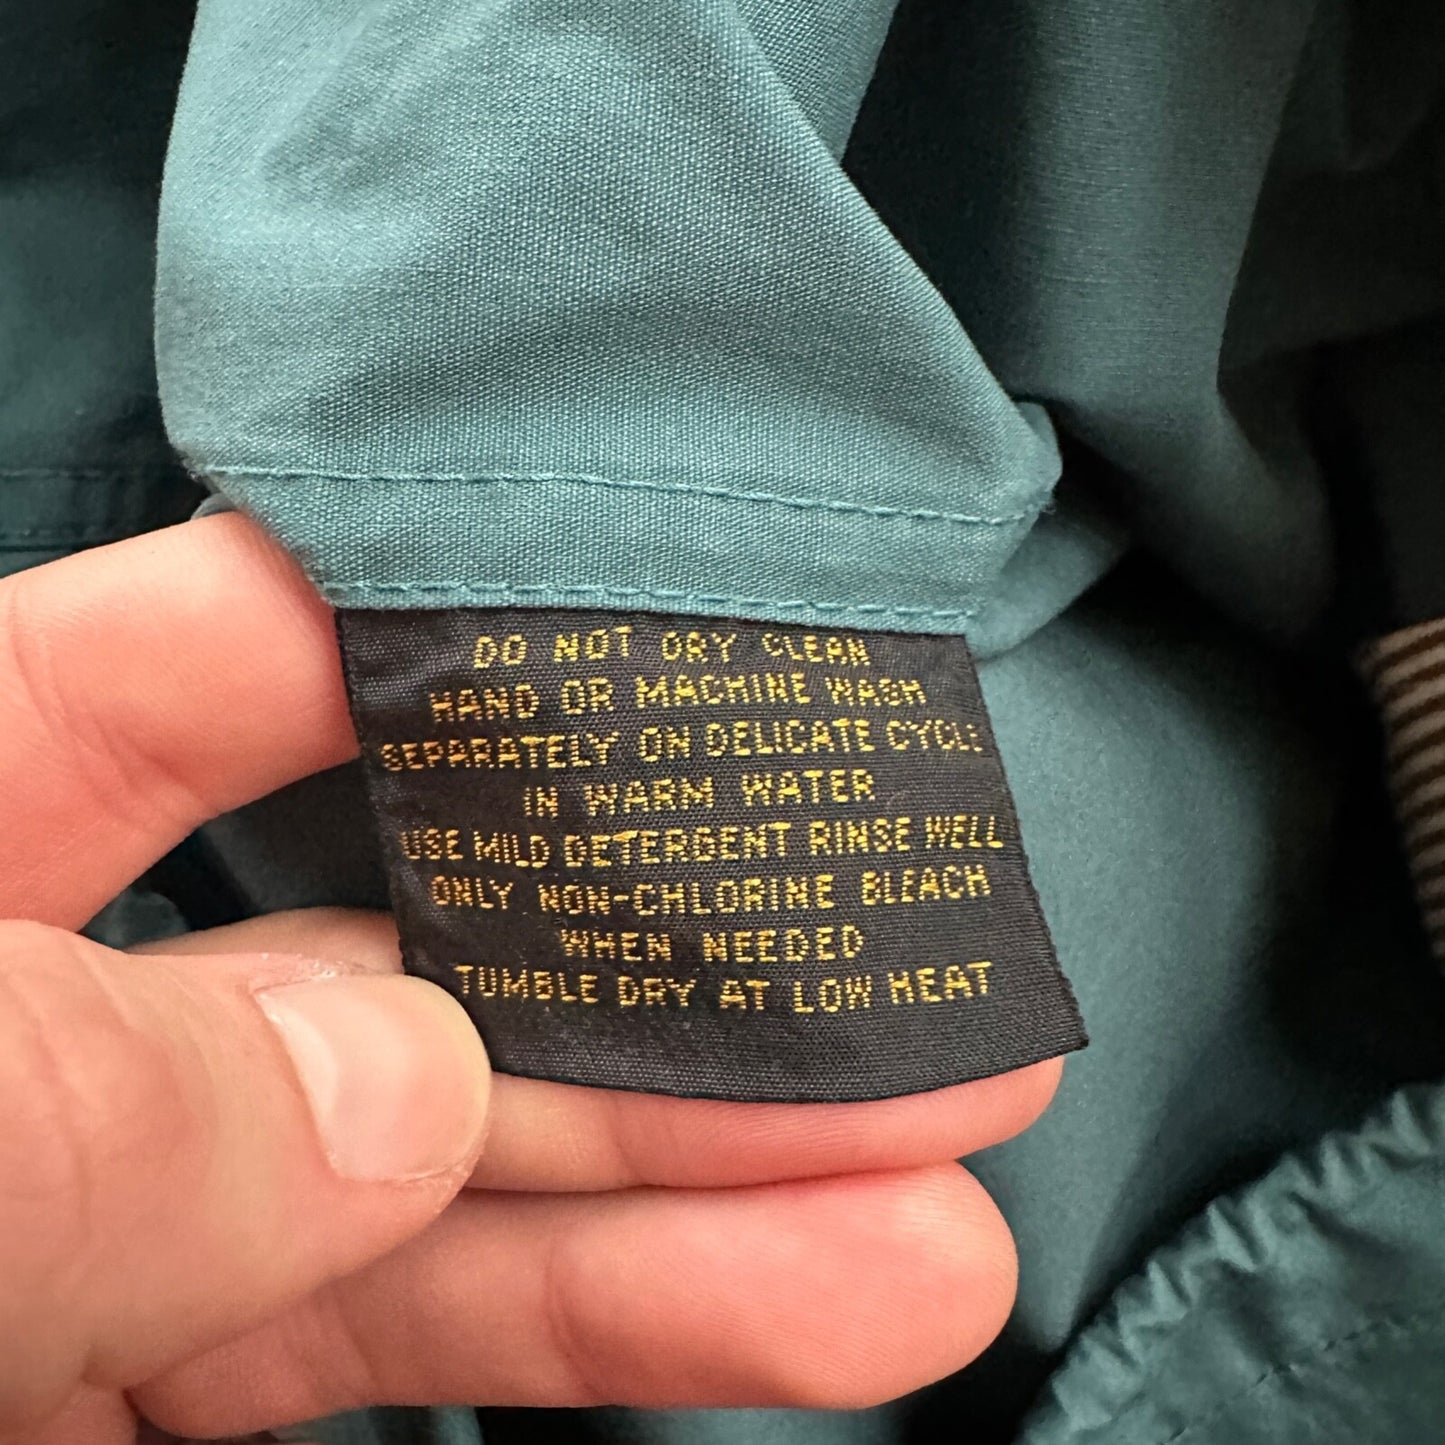 DO NOT DRY CLEAN
HAND OR MACHINE WASH
SEPARATELY ON DELICATE CYCLE
IN WARM WATER
USE MILD DETERGENT RINSE WELL
ONLY NON-CHLORINE BLEACH
WHEN NEEDED
TUMBLE DRY AT LOW HEAT